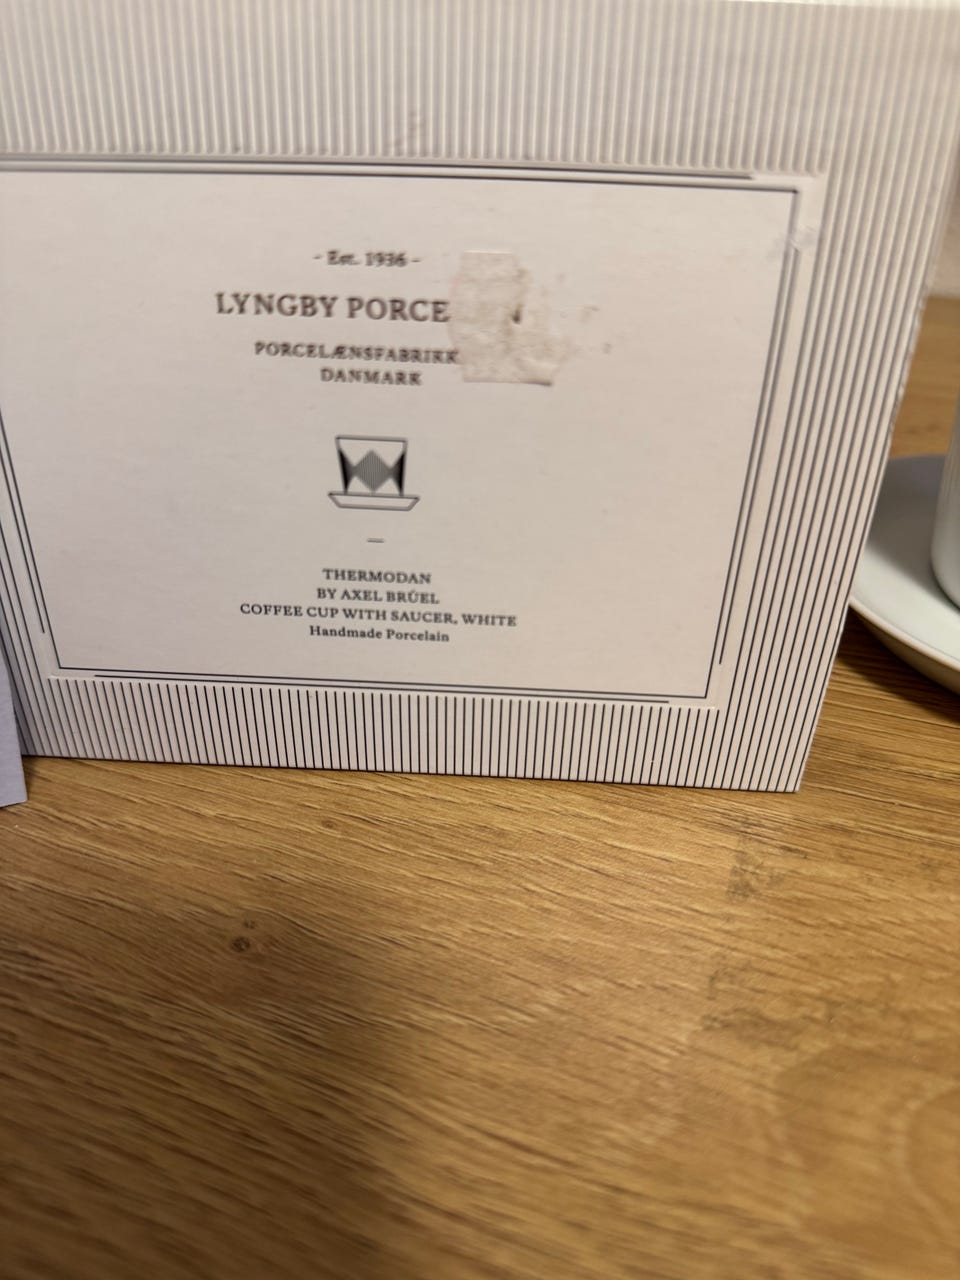 - Est. 1936 -
LYNGBY PORCE N
PORCELÆNSFABRIKK
DANMARK
—
THERMODAN
BY AXEL BRÜEL
COFFEE CUP WITH SAUCER, WHITE
Handmade Porcelain